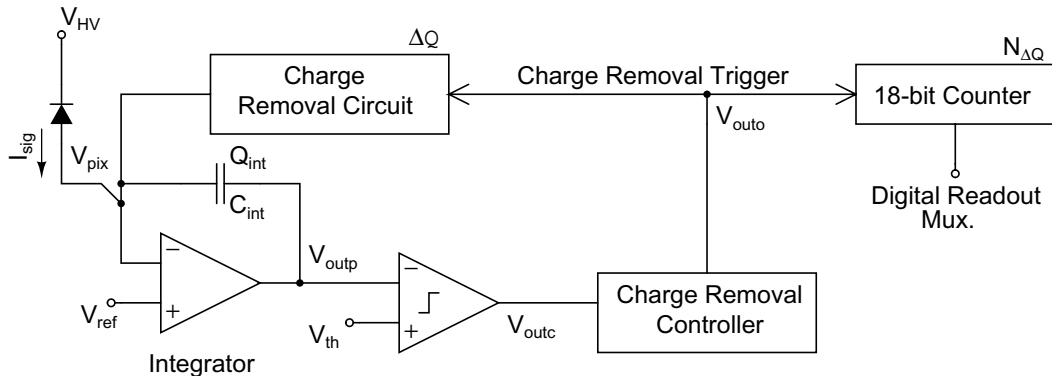 V_HV
ΔQ
N_ΔQ
Charge
Removal Circuit
Charge Removal Trigger
18-bit Counter
V_outo
I_sig
V_pix
Q_int
C_int
Digital Readout
Mux.
−
+
V_ref
V_outp
−
+
V_th
V_outc
Charge Removal
Controller
Integrator